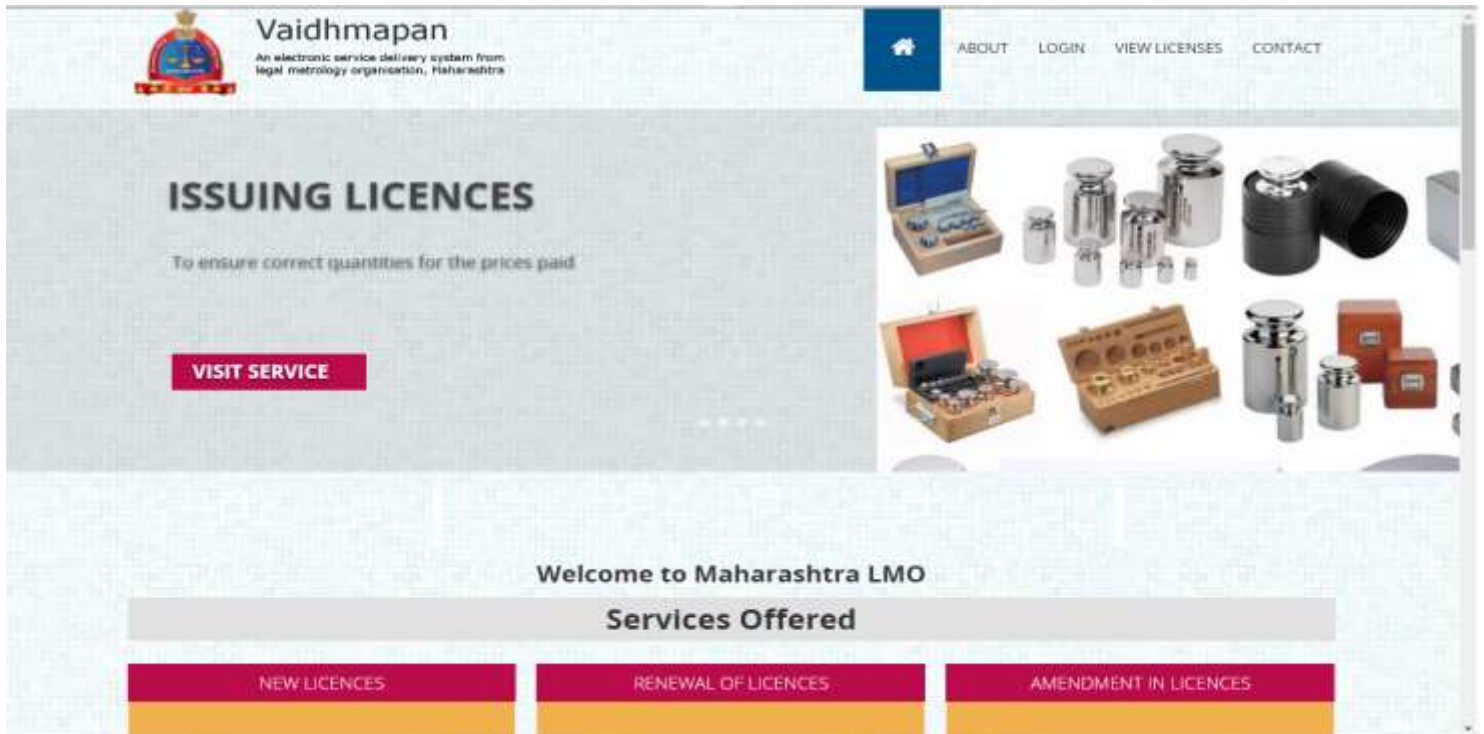 Vaidhmapan
An electronic service delivery system from
legal metrology organisation, Maharashtra
ABOUT LOGIN VIEW LICENSES CONTACT
ISSUING LICENCES
To ensure correct quantities for the prices paid
VISIT SERVICE
Welcome to Maharashtra LMO
Services Offered
NEW LICENCES RENEWAL OF LICENCES AMENDMENT IN LICENCES